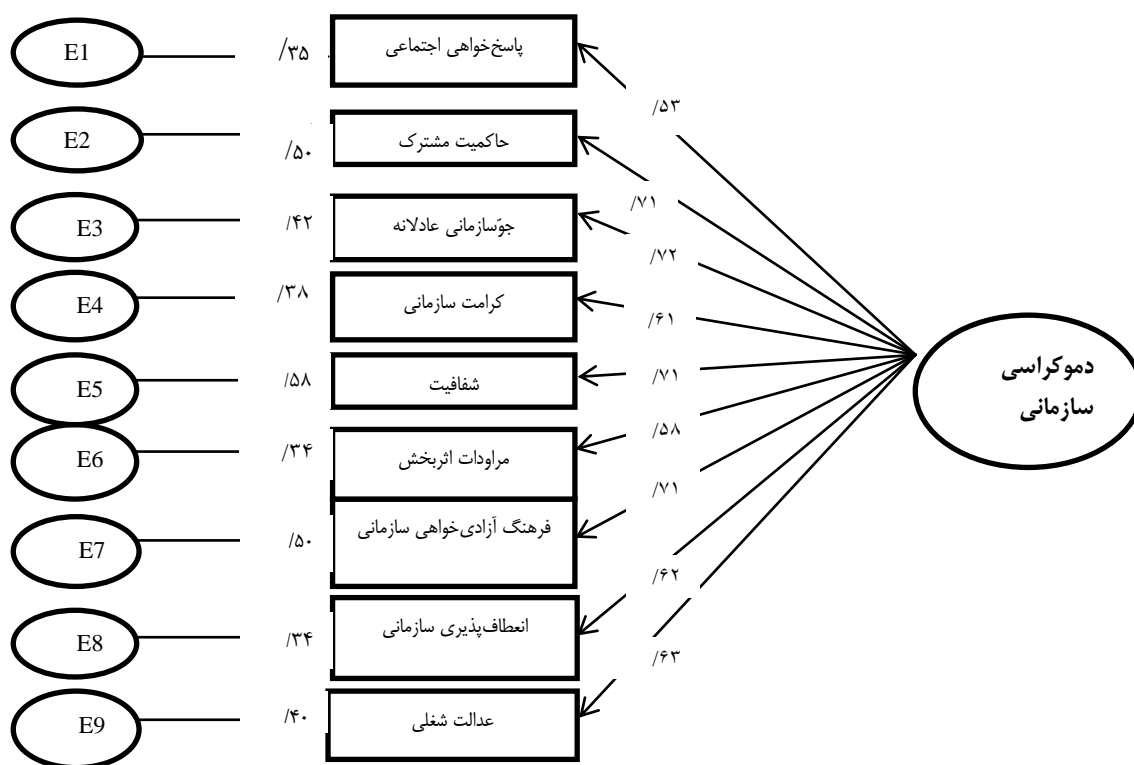 E1
/۳۵
پاسخ‌خواهی اجتماعی
/۵۳
E2
/۵۰
حاکمیت مشترک
/۷۱
E3
/۴۲
جوّسازمانی عادلانه
/۷۲
E4
/۳۸
کرامت سازمانی
/۶۱
E5
/۵۸
شفافیت
/۷۱
E6
/۳۴
مراودات اثربخش
/۵۸
E7
/۵۰
فرهنگ آزادی‌خواهی سازمانی
/۷۱
E8
/۳۴
انعطاف‌پذیری سازمانی
/۶۲
E9
/۴۰
عدالت شغلی
/۶۳
دموکراسی
سازمانی